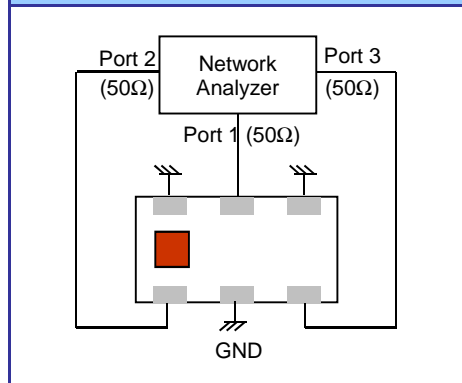 Port 2
(50Ω)
Network
Analyzer
Port 3
(50Ω)
Port 1 (50Ω)
GND